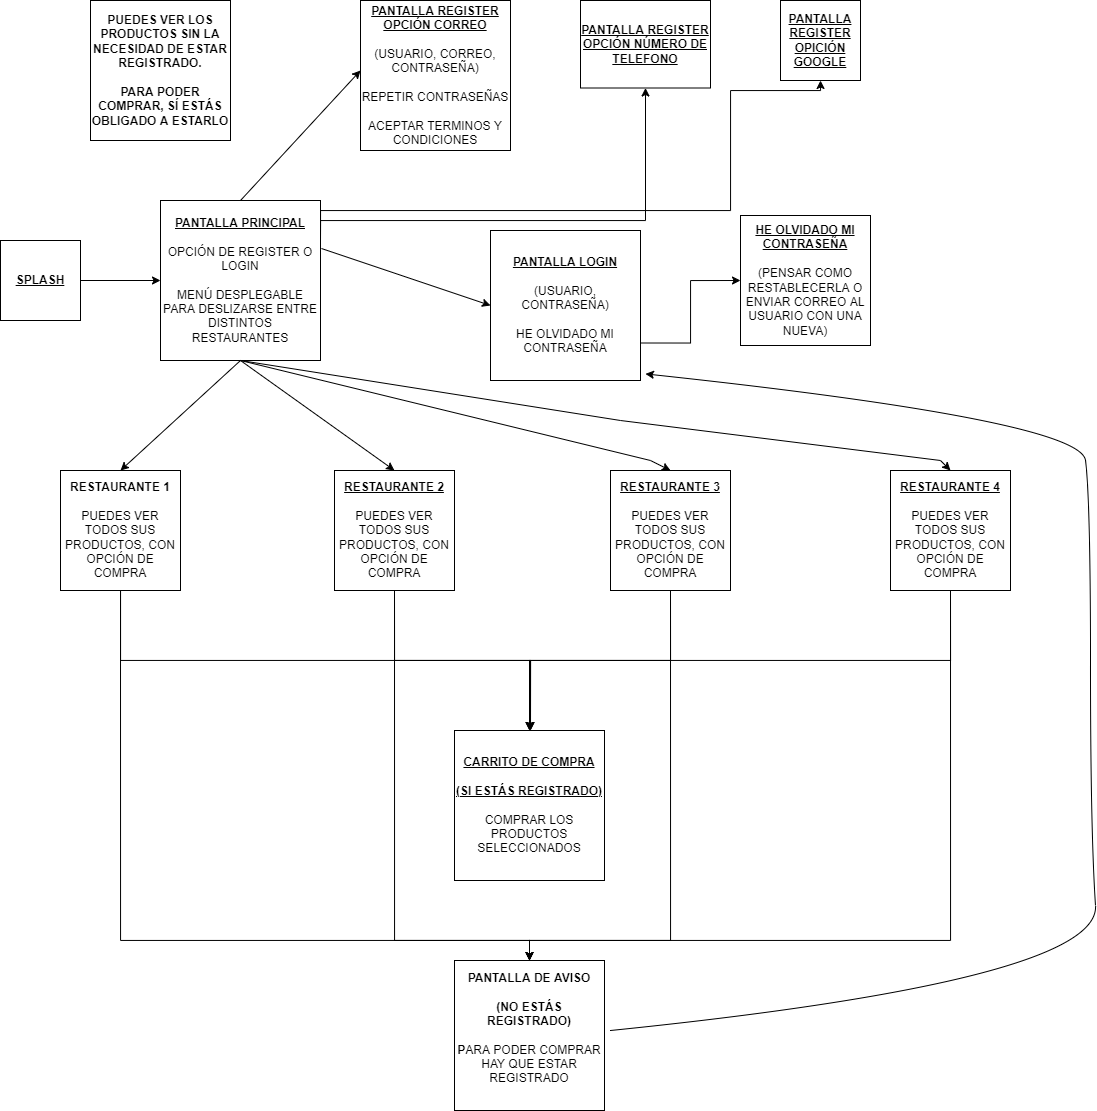 PUEDES VER LOS
PRODUCTOS SIN LA
NECESIDAD DE ESTAR
REGISTRADO.
PARA PODER
COMPRAR, SÍ ESTÁS
OBLIGADO A ESTARLO
PANTALLA REGISTER
OPCIÓN CORREO
(USUARIO, CORREO,
CONTRASEÑA)
REPETIR CONTRASEÑAS
ACEPTAR TERMINOS Y
CONDICIONES
PANTALLA REGISTER
OPCIÓN NÚMERO DE
TELEFONO
PANTALLA
REGISTER
OPICIÓN
GOOGLE
SPLASH
PANTALLA PRINCIPAL
OPCIÓN DE REGISTER O
LOGIN
MENÚ DESPLEGABLE
PARA DESLIZARSE ENTRE
DISTINTOS
RESTAURANTES
PANTALLA LOGIN
(USUARIO,
CONTRASEÑA)
HE OLVIDADO MI
CONTRASEÑA
HE OLVIDADO MI
CONTRASEÑA
(PENSAR COMO
RESTABLECERLA O
ENVIAR CORREO AL
USUARIO CON UNA
NUEVA)
RESTAURANTE 1
PUEDES VER
TODOS SUS
PRODUCTOS, CON
OPCIÓN DE
COMPRA
RESTAURANTE 2
PUEDES VER
TODOS SUS
PRODUCTOS, CON
OPCIÓN DE
COMPRA
RESTAURANTE 3
PUEDES VER
TODOS SUS
PRODUCTOS, CON
OPCIÓN DE
COMPRA
RESTAURANTE 4
PUEDES VER
TODOS SUS
PRODUCTOS, CON
OPCIÓN DE
COMPRA
CARRITO DE COMPRA
(SI ESTÁS REGISTRADO)
COMPRAR LOS
PRODUCTOS
SELECCIONADOS
PANTALLA DE AVISO
(NO ESTÁS
REGISTRADO)
PARA PODER COMPRAR
HAY QUE ESTAR
REGISTRADO